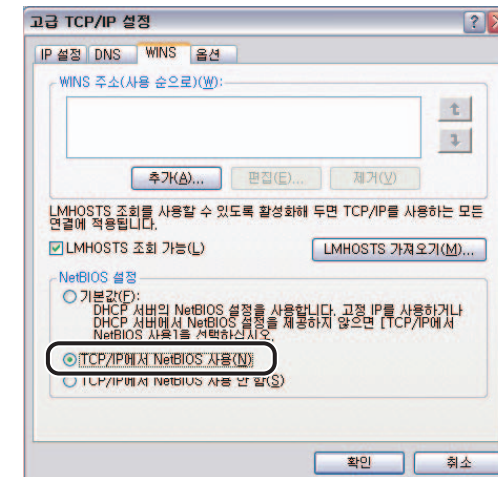 고급 TCP/IP 설정
IP 설정 DNS WINS 옵션
WINS 주소(사용 순으로)(W):
추가(A)... 편집(E)... 제거(V)
LMHOSTS 조회를 사용할 수 있도록 활성화해 두면 TCP/IP를 사용하는 모든
연결에 적용됩니다.
LMHOSTS 조회 가능(L) LMHOSTS 가져오기(M)...
NetBIOS 설정
기본값(F):
DHCP 서버의 NetBIOS 설정을 사용합니다. 고정 IP를 사용하거나
DHCP 서버에서 NetBIOS 설정을 제공하지 않으면 [TCP/IP에서
NetBIOS 사용]을 선택하십시오.
TCP/IP에서 NetBIOS 사용(N)
TCP/IP에서 NetBIOS 사용 안 함(S)
확인 취소